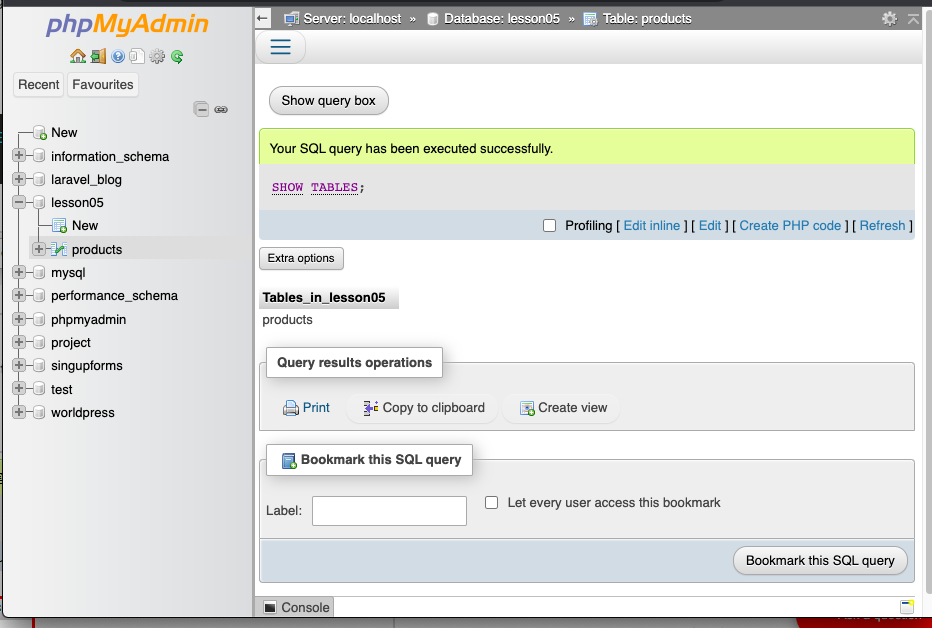 phpMyAdmin
Recent Favourites
New
information_schema
laravel_blog
lesson05
New
products
mysql
performance_schema
phpmyadmin
project
singupforms
test
worldpress
Server: localhost » Database: lesson05 » Table: products
Show query box
Your SQL query has been executed successfully.
SHOW TABLES;
Profiling [ Edit inline ] [ Edit ] [ Create PHP code ] [ Refresh ]
Extra options
Tables_in_lesson05
products
Query results operations
Print Copy to clipboard Create view
Bookmark this SQL query
Label: Let every user access this bookmark
Bookmark this SQL query
Console